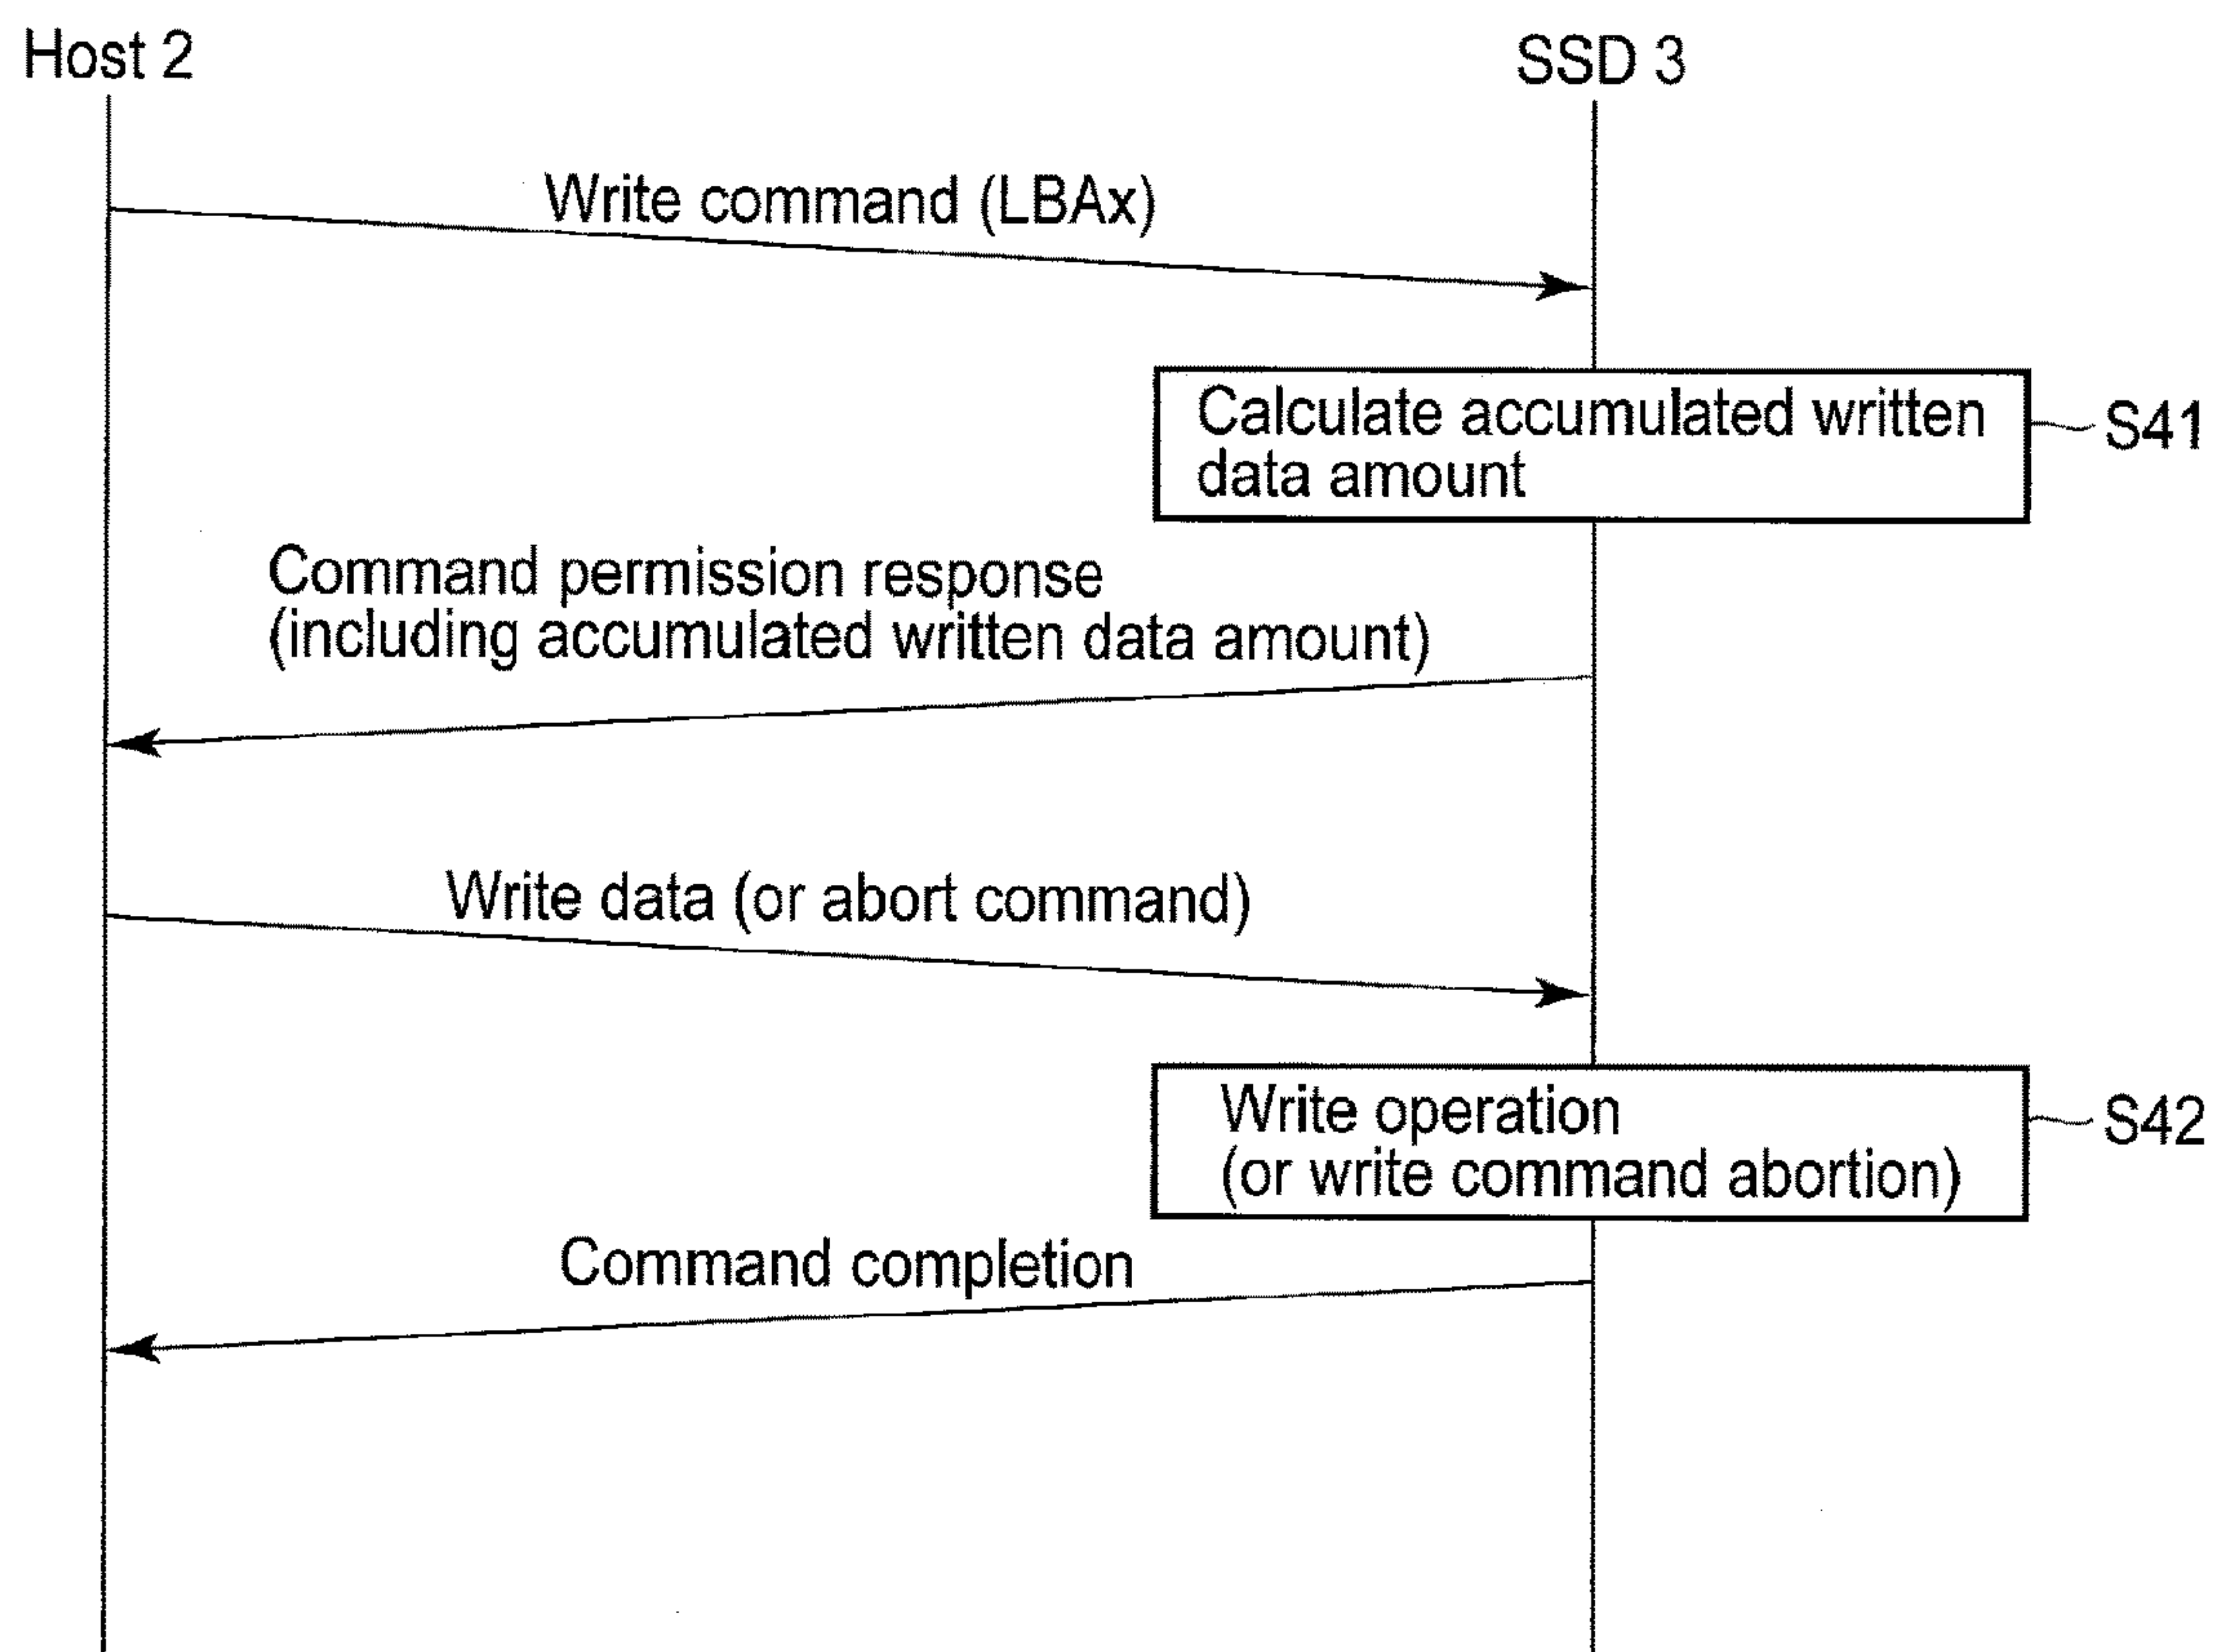 Host 2
SSD 3
Write command (LBAx)
Calculate accumulated written
data amount
S41
Command permission response
(including accumulated written data amount)
Write data (or abort command)
Write operation
(or write command abortion)
S42
Command completion